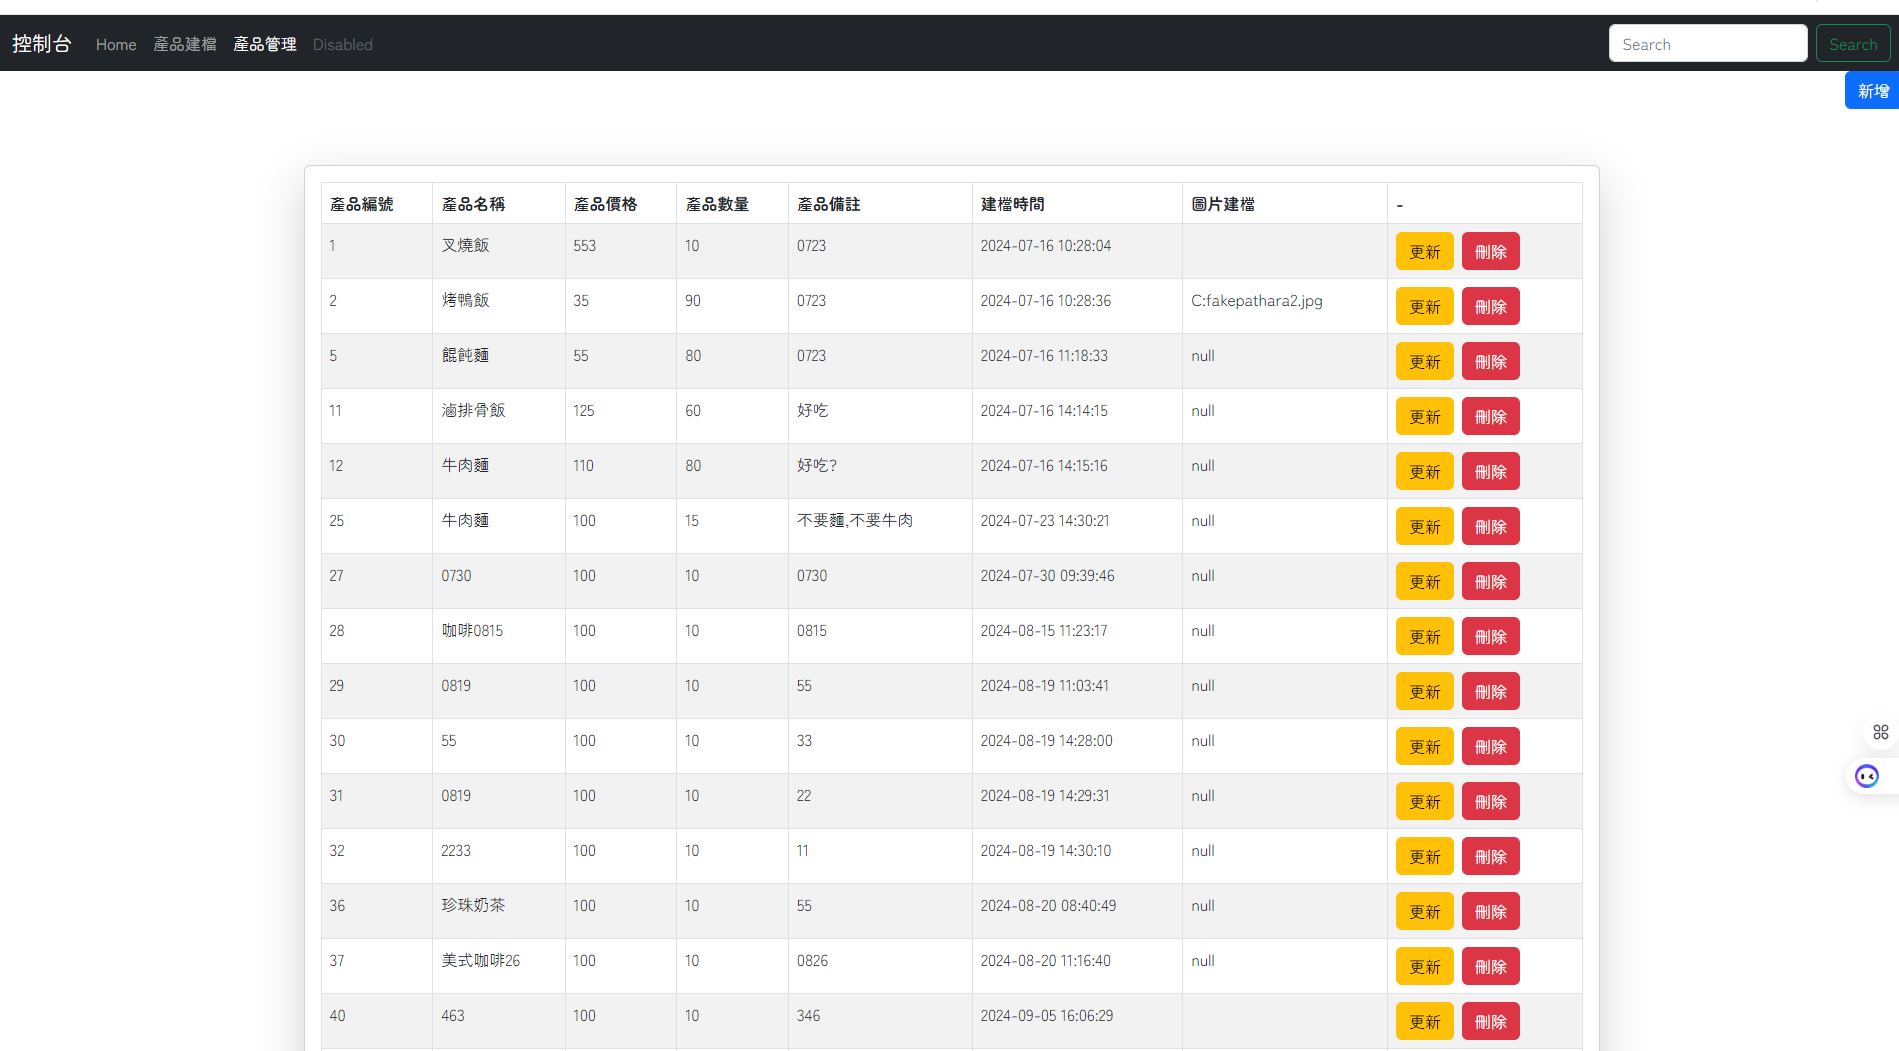 控制台 Home 產品建檔 產品管理 Disabled Search Search
新增
產品編號 產品名稱 產品價格 產品數量 產品備註 建檔時間 圖片建檔 -
1 叉燒飯 553 10 0723 2024-07-16 10:28:04 更新 刪除
2 烤鴨飯 35 90 0723 2024-07-16 10:28:36 C:fakepathara2.jpg 更新 刪除
5 餛飩麵 55 80 0723 2024-07-16 11:18:33 null 更新 刪除
11 滷排骨飯 125 60 好吃 2024-07-16 14:14:15 null 更新 刪除
12 牛肉麵 110 80 好吃? 2024-07-16 14:15:16 null 更新 刪除
25 牛肉麵 100 15 不要麵,不要牛肉 2024-07-23 14:30:21 null 更新 刪除
27 0730 100 10 0730 2024-07-30 09:39:46 null 更新 刪除
28 咖啡0815 100 10 0815 2024-08-15 11:23:17 null 更新 刪除
29 0819 100 10 55 2024-08-19 11:03:41 null 更新 刪除
30 55 100 10 33 2024-08-19 14:28:00 null 更新 刪除
31 0819 100 10 22 2024-08-19 14:29:31 null 更新 刪除
32 2233 100 10 11 2024-08-19 14:30:10 null 更新 刪除
36 珍珠奶茶 100 10 55 2024-08-20 08:40:49 null 更新 刪除
37 美式咖啡26 100 10 0826 2024-08-20 11:16:40 null 更新 刪除
40 463 100 10 346 2024-09-05 16:06:29 更新 刪除